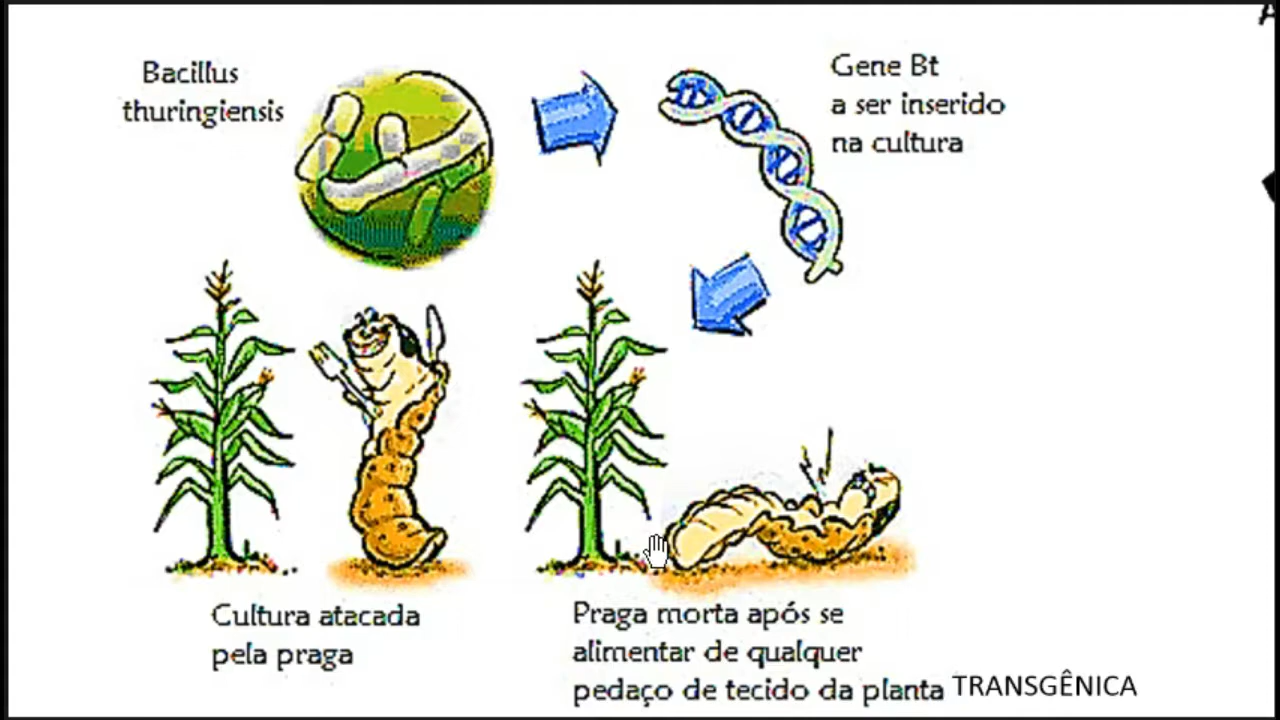 Bacillus
thuringiensis
Gene Bt
a ser inserido
na cultura
Cultura atacada
pela praga
Praga morta após se
alimentar de qualquer
pedaço de tecido da planta TRANSGÊNICA